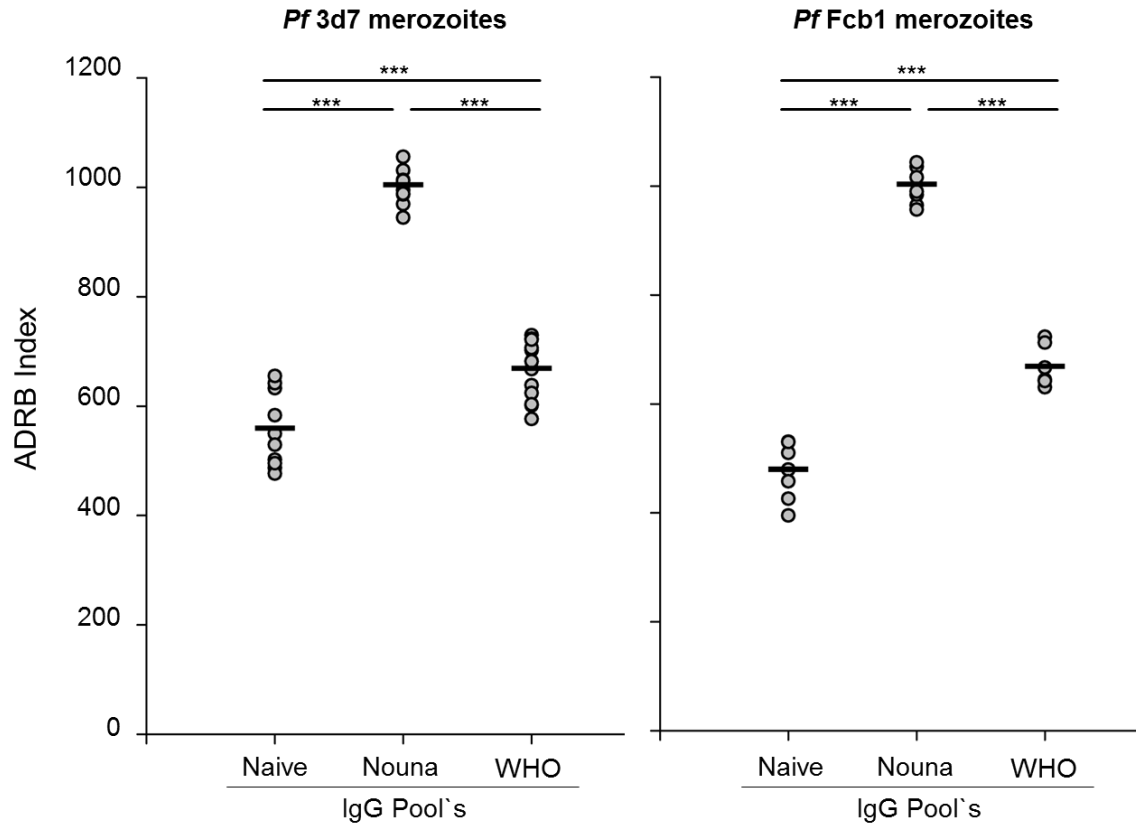 Pf 3d7 merozoites
Pf Fcb1 merozoites
1200
1000
800
600
400
200
0
ADRB Index
***
***
***
***
***
***
Naive Nouna WHO
IgG Pool`s
Naive Nouna WHO
IgG Pool`s